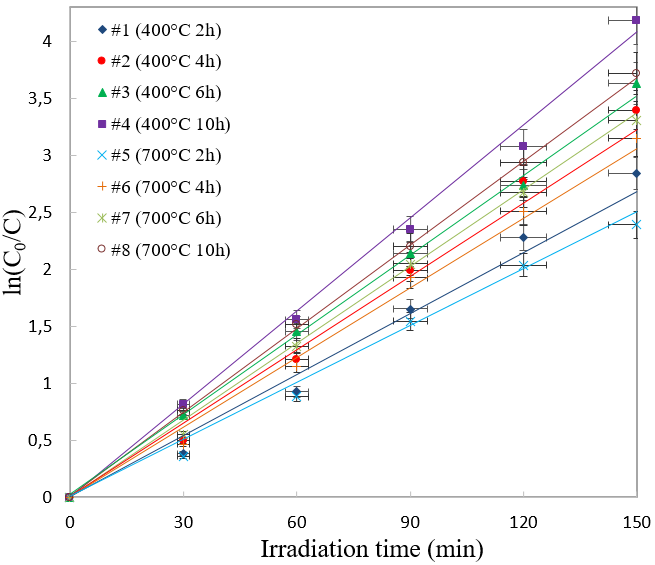 4
3,5
3
2,5
2
1,5
1
0,5
0
ln(C₀/C)
#1 (400°C 2h)
#2 (400°C 4h)
#3 (400°C 6h)
#4 (400°C 10h)
#5 (700°C 2h)
#6 (700°C 4h)
#7 (700°C 6h)
#8 (700°C 10h)
0 30 60 90 120 150
Irradiation time (min)